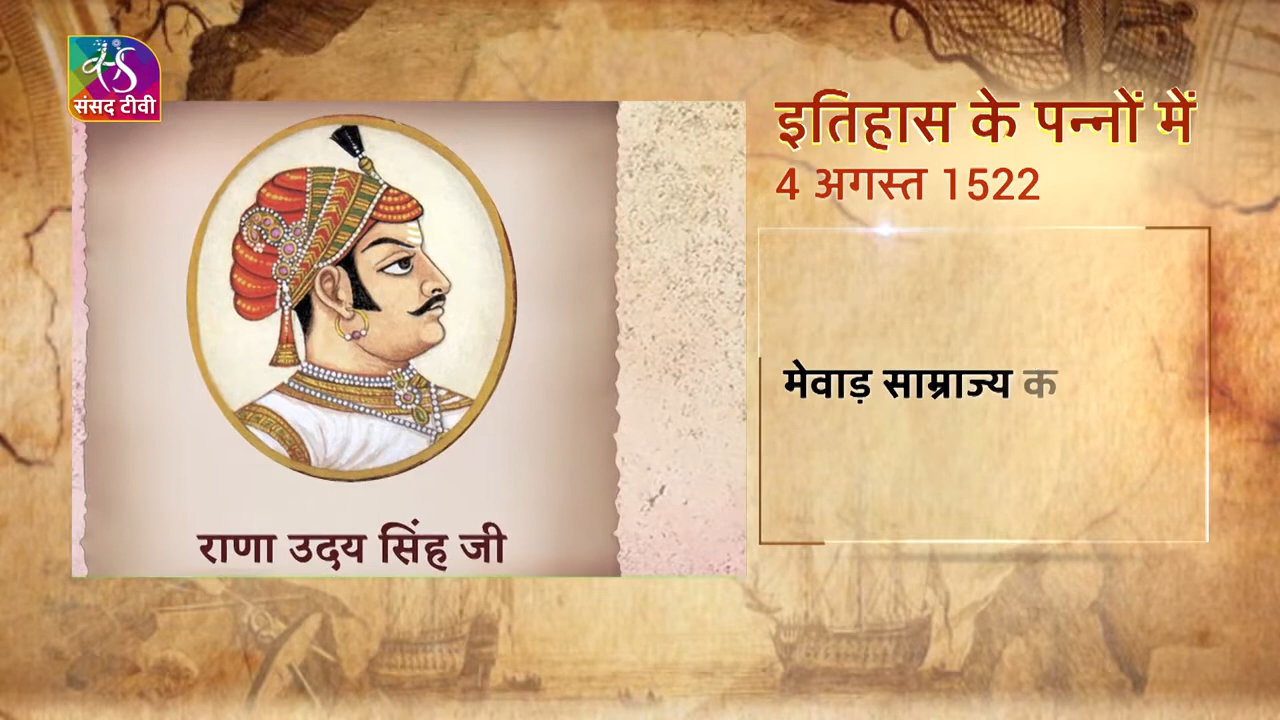 संसद टीवी
इतिहास के पन्नों में
4 अगस्त 1522
मेवाड़ साम्राज्य क
राणा उदय सिंह जी